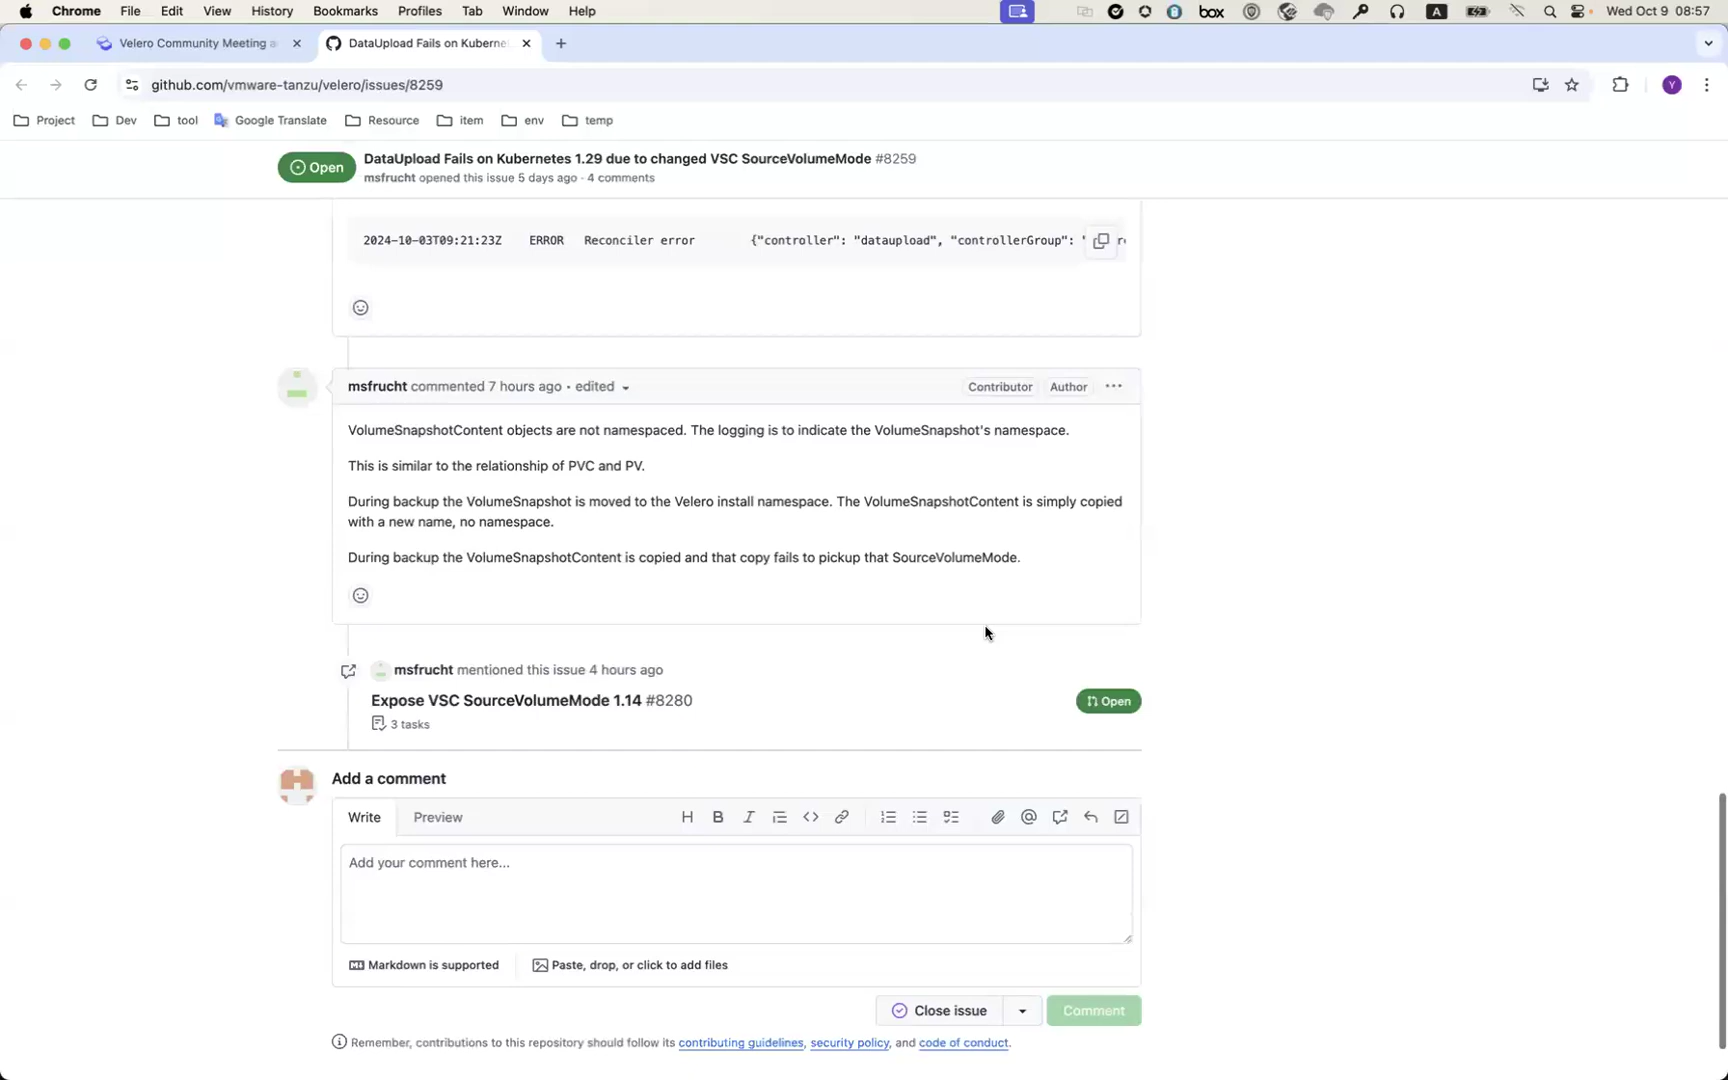 Chrome File Edit View History Bookmarks Profiles Tab Window Help box A Wed Oct 9 08:57
Velero Community Meeting a DataUpload Fails on Kuberne
github.com/vmware-tanzu/velero/issues/8259 Y
Project Dev tool Google Translate Resource item env temp
Open
DataUpload Fails on Kubernetes 1.29 due to changed VSC SourceVolumeMode #8259
msfrucht opened this issue 5 days ago · 4 comments
2024-10-03T09:21:23Z ERROR Reconciler error {"controller": "dataupload", "controllerGroup": "
msfrucht commented 7 hours ago • edited Contributor Author
VolumeSnapshotContent objects are not namespaced. The logging is to indicate the VolumeSnapshot's namespace.
This is similar to the relationship of PVC and PV.
During backup the VolumeSnapshot is moved to the Velero install namespace. The VolumeSnapshotContent is simply copied
with a new name, no namespace.
During backup the VolumeSnapshotContent is copied and that copy fails to pickup that SourceVolumeMode.
msfrucht mentioned this issue 4 hours ago
Expose VSC SourceVolumeMode 1.14 #8280 Open
3 tasks
Add a comment
Write Preview H B I
Add your comment here...
Markdown is supported Paste, drop, or click to add files
Close issue Comment
Remember, contributions to this repository should follow its contributing guidelines, security policy, and code of conduct.